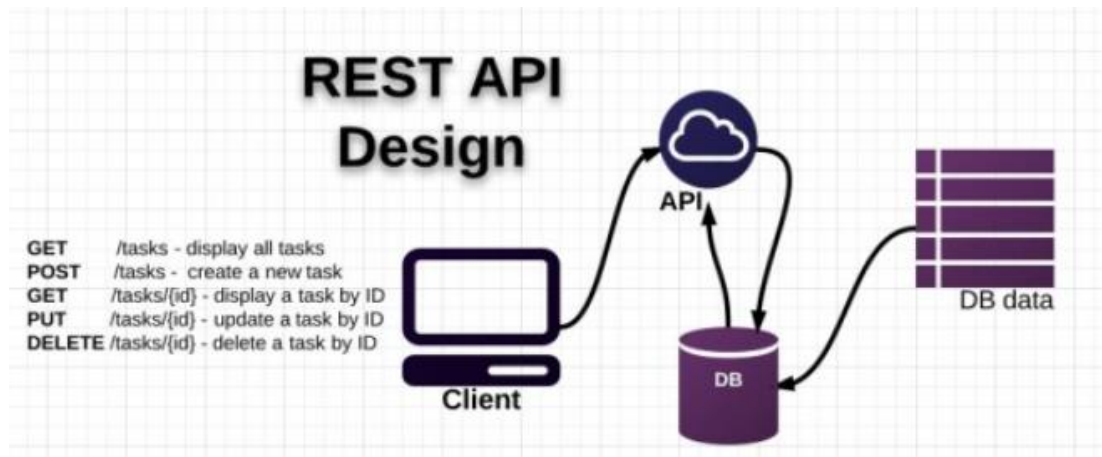 REST API
Design
API
GET /tasks - display all tasks
POST /tasks - create a new task
GET /tasks/{id} - display a task by ID
PUT /tasks/{id} - update a task by ID
DELETE /tasks/{id} - delete a task by ID
Client
DB
DB data